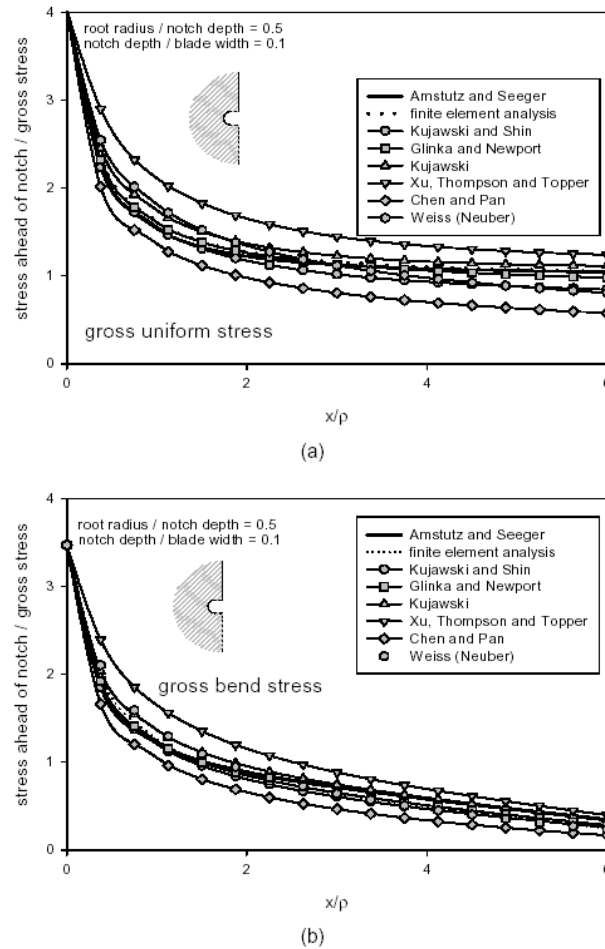 4
3
2
1
0
stress ahead of notch / gross stress
root radius / notch depth = 0.5
notch depth / blade width = 0.1
Amstutz and Seeger
finite element analysis
Kujawski and Shin
Glinka and Newport
Kujawski
Xu, Thompson and Topper
Chen and Pan
Weiss (Neuber)
gross uniform stress
0 2 4 6
x/ρ
(a)
4
3
2
1
0
stress ahead of notch / gross stress
root radius / notch depth = 0.5
notch depth / blade width = 0.1
Amstutz and Seeger
finite element analysis
Kujawski and Shin
Glinka and Newport
Kujawski
Xu, Thompson and Topper
Chen and Pan
Weiss (Neuber)
gross bend stress
0 2 4 6
x/ρ
(b)